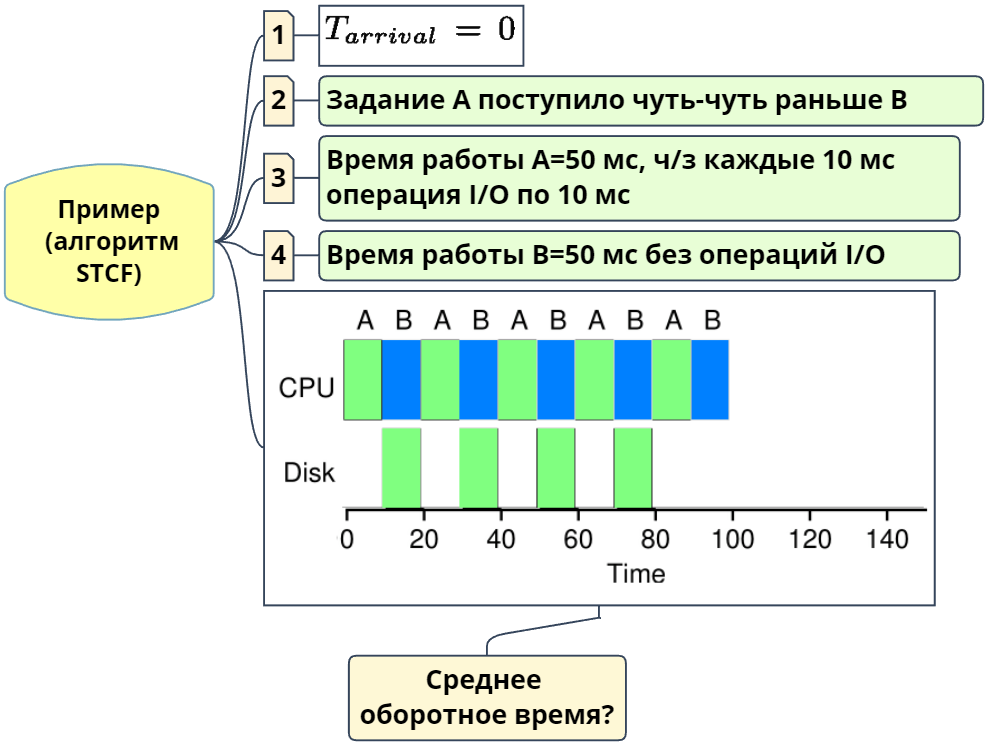 1
T_arrival = 0
2
Задание А поступило чуть-чуть раньше В
3
Время работы А=50 мс, ч/з каждые 10 мс
операция I/O по 10 мс
Пример
(алгоритм
STCF)
4
Время работы В=50 мс без операций I/O
A B A B A B A B A B
CPU
Disk
0 20 40 60 80 100 120 140
Time
Среднее
оборотное время?